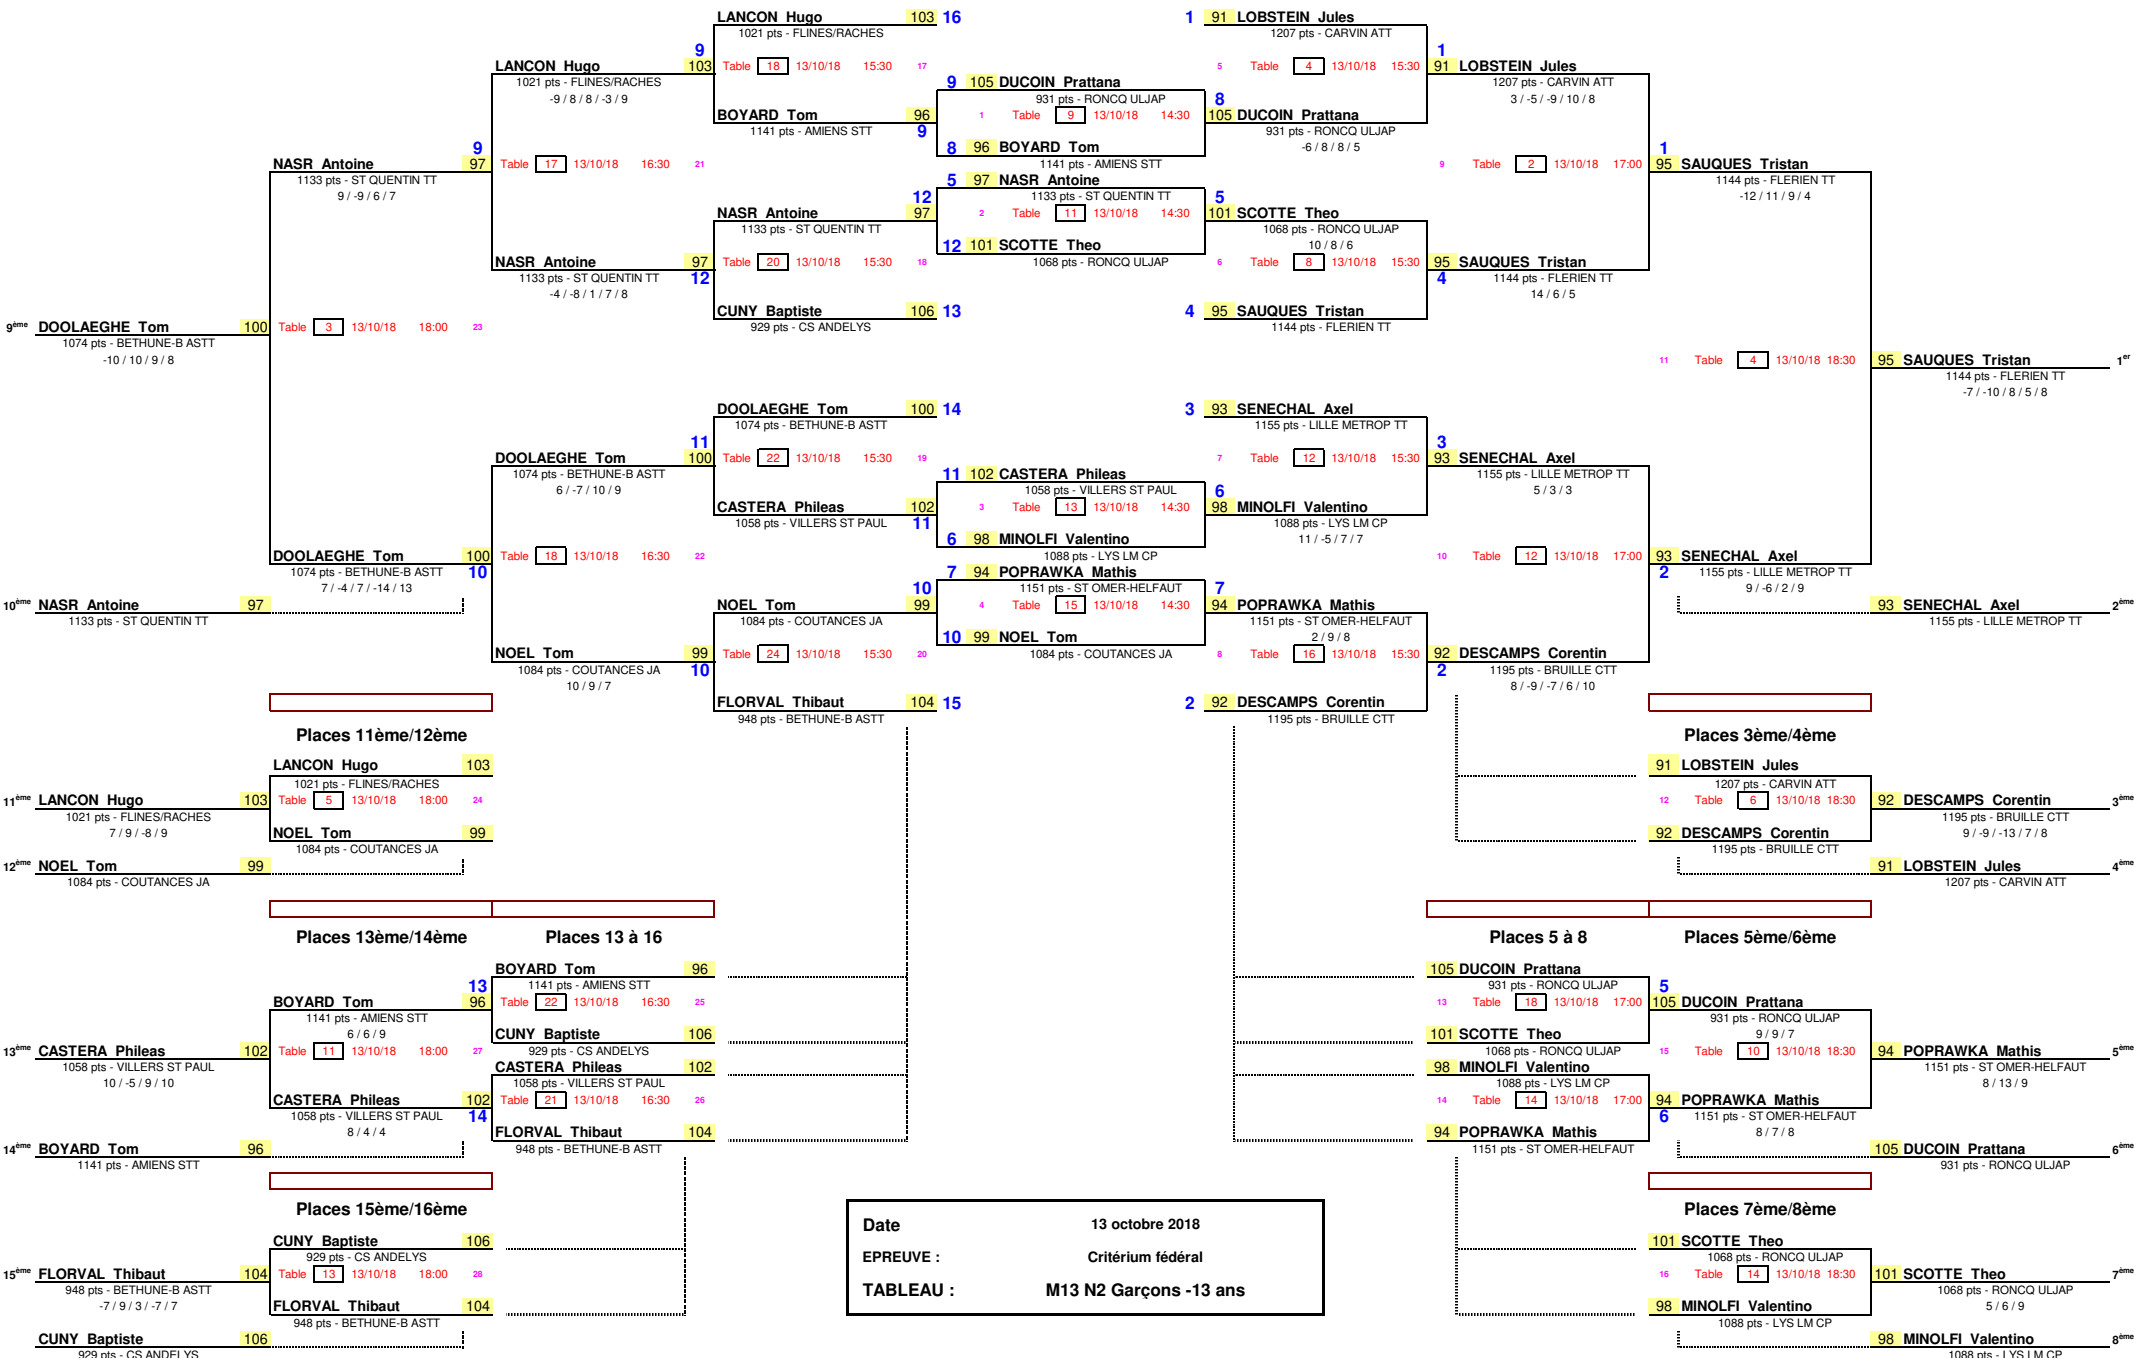 LANCON Hugo 103 16 1 91 LOBSTEIN Jules
1021 pts - FLINES/RACHES 1207 pts - CARVIN ATT
9 1
LANCON Hugo 103 Table 18 13/10/18 15:30 17 5 Table 4 13/10/18 15:30 91 LOBSTEIN Jules
1021 pts - FLINES/RACHES 9 105 DUCOIN Prattana 1207 pts - CARVIN ATT
-9 / 8 / 8 / -3 / 9 931 pts - RONCQ ULJAP 8 3 / -5 / -9 / 10 / 8
BOYARD Tom 96 1 Table 9 13/10/18 14:30 105 DUCOIN Prattana
1141 pts - AMIENS STT 9 931 pts - RONCQ ULJAP
9 8 96 BOYARD Tom -6 / 8 / 8 / 5 1
NASR Antoine 97 Table 17 13/10/18 16:30 21 1141 pts - AMIENS STT 9 Table 2 13/10/18 17:00 95 SAUQUES Tristan
1133 pts - ST QUENTIN TT 5 97 NASR Antoine 1144 pts - FLERIEN TT
9 / -9 / 6 / 7 12 1133 pts - ST QUENTIN TT 5 -12 / 11 / 9 / 4
NASR Antoine 97 2 Table 11 13/10/18 14:30 101 SCOTTE Theo
1133 pts - ST QUENTIN TT 1068 pts - RONCQ ULJAP
12 101 SCOTTE Theo 10 / 8 / 6
NASR Antoine 97 Table 20 13/10/18 15:30 18 1068 pts - RONCQ ULJAP 6 Table 8 13/10/18 15:30 95 SAUQUES Tristan
1133 pts - ST QUENTIN TT 12 4 1144 pts - FLERIEN TT
-4 / -8 / 1 / 7 / 8 14 / 6 / 5
CUNY Baptiste 106 13 4 95 SAUQUES Tristan
9ème DOOLAEGHE Tom 100 Table 3 13/10/18 18:00 23 929 pts - CS ANDELYS 1144 pts - FLERIEN TT
1074 pts - BETHUNE-B ASTT
-10 / 10 / 9 / 8 11 Table 4 13/10/18 18:30 95 SAUQUES Tristan 1er
1144 pts - FLERIEN TT
-7 / -10 / 8 / 5 / 8
DOOLAEGHE Tom 100 14 3 93 SENECHAL Axel
1074 pts - BETHUNE-B ASTT 1155 pts - LILLE METROP TT
11 3
DOOLAEGHE Tom 100 Table 22 13/10/18 15:30 19 7 Table 12 13/10/18 15:30 93 SENECHAL Axel
1074 pts - BETHUNE-B ASTT 11 102 CASTERA Phileas 1155 pts - LILLE METROP TT
6 / -7 / 10 / 9 1058 pts - VILLERS ST PAUL 6 5 / 3 / 3
CASTERA Phileas 102 3 Table 13 13/10/18 14:30 98 MINOLFI Valentino
1058 pts - VILLERS ST PAUL 11 1088 pts - LYS LM CP
6 98 MINOLFI Valentino 11 / -5 / 7 / 7
DOOLAEGHE Tom 100 Table 18 13/10/18 16:30 22 1088 pts - LYS LM CP 10 Table 12 13/10/18 17:00 93 SENECHAL Axel
1074 pts - BETHUNE-B ASTT 10 7 94 POPRAWKA Mathis 2 1155 pts - LILLE METROP TT
7 / -4 / 7 / -14 / 13 10 1151 pts - ST OMER-HELFAUT 7 9 / -6 / 2 / 9
10ème NASR Antoine 97 NOEL Tom 99 4 Table 15 13/10/18 14:30 94 POPRAWKA Mathis 93 SENECHAL Axel 2ème
1133 pts - ST QUENTIN TT 1084 pts - COUTANCES JA 1151 pts - ST OMER-HELFAUT 1155 pts - LILLE METROP TT
10 99 NOEL Tom 2 / 9 / 8
NOEL Tom 99 Table 24 13/10/18 15:30 20 1084 pts - COUTANCES JA 8 Table 16 13/10/18 15:30 92 DESCAMPS Corentin
1084 pts - COUTANCES JA 10 2 1195 pts - BRUILLE CTT
10 / 9 / 7 8 / -9 / -7 / 6 / 10
FLORVAL Thibaut 104 15 2 92 DESCAMPS Corentin
948 pts - BETHUNE-B ASTT 1195 pts - BRUILLE CTT
Places 11ème/12ème Places 3ème/4ème
LANCON Hugo 103 91 LOBSTEIN Jules
1021 pts - FLINES/RACHES 1207 pts - CARVIN ATT
11ème LANCON Hugo 103 Table 5 13/10/18 18:00 24 12 Table 6 13/10/18 18:30 92 DESCAMPS Corentin 3ème
1021 pts - FLINES/RACHES 1195 pts - BRUILLE CTT
7 / 9 / -8 / 9 NOEL Tom 99 92 DESCAMPS Corentin 9 / -9 / -13 / 7 / 8
1084 pts - COUTANCES JA 1195 pts - BRUILLE CTT
12ème NOEL Tom 99 91 LOBSTEIN Jules 4ème
1084 pts - COUTANCES JA 1207 pts - CARVIN ATT
Places 13ème/14ème Places 13 à 16 Places 5 à 8 Places 5ème/6ème
BOYARD Tom 96 105 DUCOIN Prattana
13 1141 pts - AMIENS STT 931 pts - RONCQ ULJAP 5
BOYARD Tom 96 Table 22 13/10/18 16:30 25 13 Table 18 13/10/18 17:00 105 DUCOIN Prattana
1141 pts - AMIENS STT 931 pts - RONCQ ULJAP
6 / 6 / 9 CUNY Baptiste 106 101 SCOTTE Theo 9 / 9 / 7
13ème CASTERA Phileas 102 Table 11 13/10/18 18:00 27 929 pts - CS ANDELYS 1068 pts - RONCQ ULJAP 15 Table 10 13/10/18 18:30 94 POPRAWKA Mathis 5ème
1058 pts - VILLERS ST PAUL CASTERA Phileas 102 98 MINOLFI Valentino 1151 pts - ST OMER-HELFAUT
10 / -5 / 9 / 10 1058 pts - VILLERS ST PAUL 1088 pts - LYS LM CP 8 / 13 / 9
CASTERA Phileas 102 Table 21 13/10/18 16:30 26 14 Table 14 13/10/18 17:00 94 POPRAWKA Mathis
1058 pts - VILLERS ST PAUL 14 6 1151 pts - ST OMER-HELFAUT
8 / 4 / 4 FLORVAL Thibaut 104 94 POPRAWKA Mathis 8 / 7 / 8
14ème BOYARD Tom 96 948 pts - BETHUNE-B ASTT 1151 pts - ST OMER-HELFAUT 105 DUCOIN Prattana 6ème
1141 pts - AMIENS STT 931 pts - RONCQ ULJAP
Places 15ème/16ème Places 7ème/8ème
Date 13 octobre 2018
CUNY Baptiste 106 101 SCOTTE Theo
929 pts - CS ANDELYS EPREUVE : Critérium fédéral 1068 pts - RONCQ ULJAP
15ème FLORVAL Thibaut 104 Table 13 13/10/18 18:00 28 16 Table 14 13/10/18 18:30 101 SCOTTE Theo 7ème
948 pts - BETHUNE-B ASTT TABLEAU : M13 N2 Garçons -13 ans 1068 pts - RONCQ ULJAP
-7 / 9 / 3 / -7 / 7 FLORVAL Thibaut 104 98 MINOLFI Valentino 5 / 6 / 9
948 pts - BETHUNE-B ASTT 1088 pts - LYS LM CP
CUNY Baptiste 106 98 MINOLFI Valentino 8ème
929 pts - CS ANDELYS 1088 pts - LYS LM CP